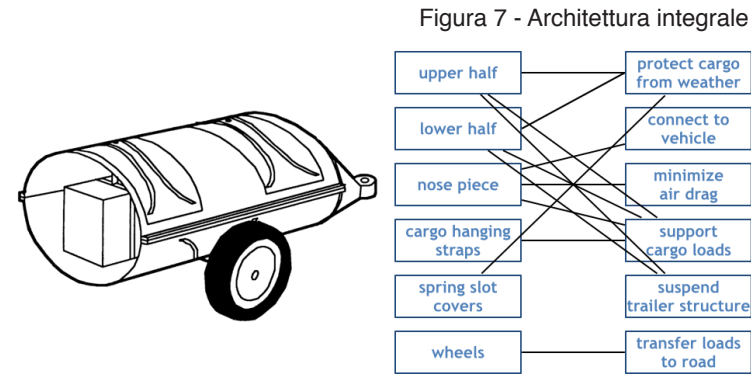 Figura 7 - Architettura integrale
upper half
lower half
nose piece
cargo hanging
straps
spring slot
covers
wheels
protect cargo
from weather
connect to
vehicle
minimize
air drag
support
cargo loads
suspend
trailer structure
transfer loads
to road